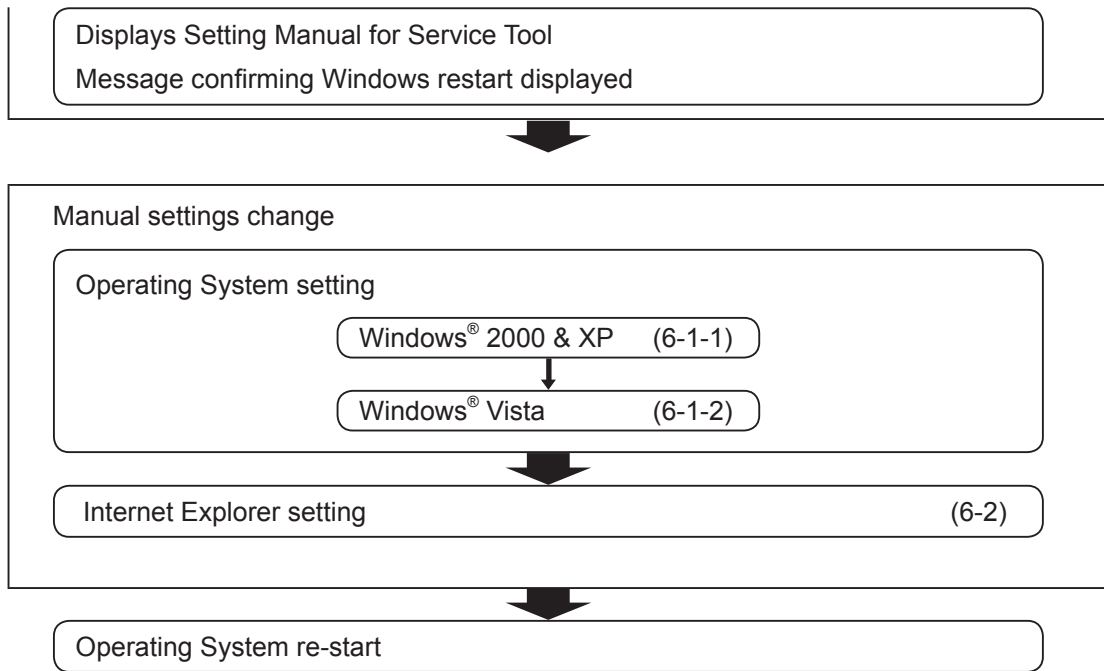 Displays Setting Manual for Service Tool
Message confirming Windows restart displayed
Manual settings change
Operating System setting
Windows® 2000 & XP (6-1-1)
Windows® Vista (6-1-2)
Internet Explorer setting (6-2)
Operating System re-start